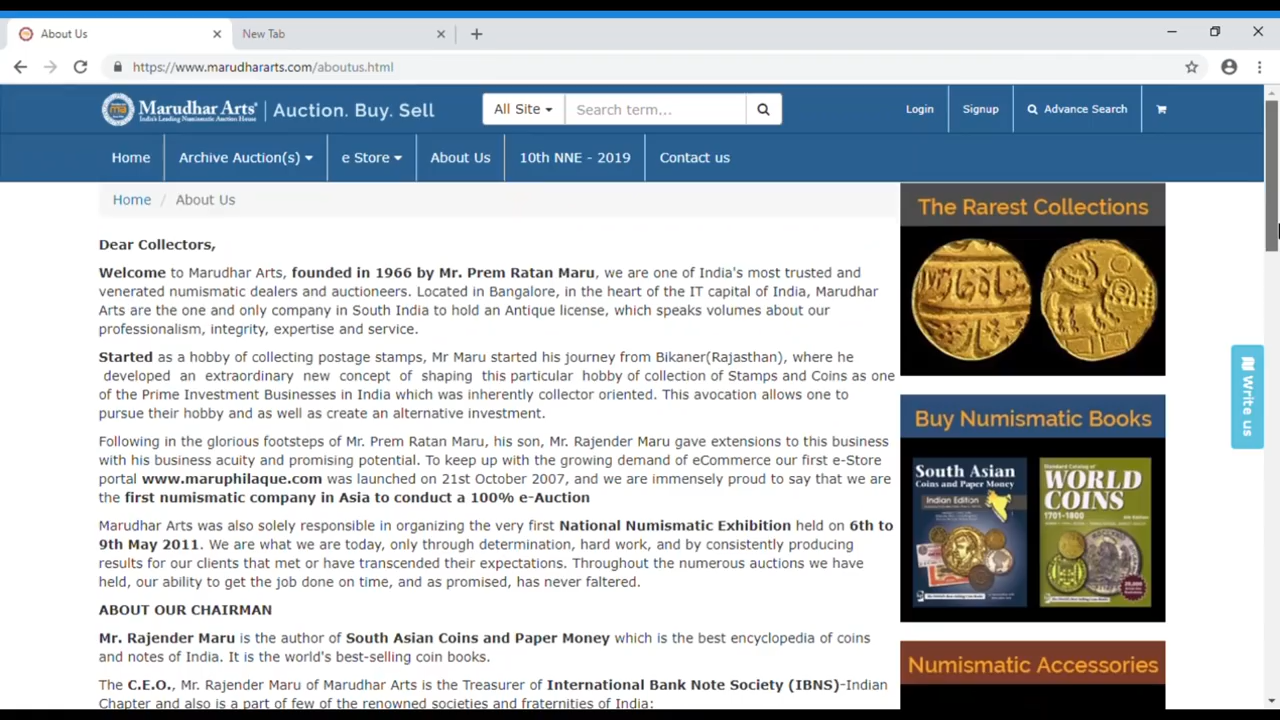 About Us
New Tab
https://www.marudhararts.com/aboutus.html
Marudhar Arts
India's Leading Numismatic Auction House
Auction. Buy. Sell
All Site
Search term...
Login
Signup
Advance Search
Home
Archive Auction(s)
e Store
About Us
10th NNE - 2019
Contact us
Home / About Us
Dear Collectors,
Welcome to Marudhar Arts, founded in 1966 by Mr. Prem Ratan Maru, we are one of India's most trusted and
venerated numismatic dealers and auctioneers. Located in Bangalore, in the heart of the IT capital of India, Marudhar
Arts are the one and only company in South India to hold an Antique license, which speaks volumes about our
professionalism, integrity, expertise and service.
Started as a hobby of collecting postage stamps, Mr Maru started his journey from Bikaner(Rajasthan), where he
developed an extraordinary new concept of shaping this particular hobby of collection of Stamps and Coins as one
of the Prime Investment Businesses in India which was inherently collector oriented. This avocation allows one to
pursue their hobby and as well as create an alternative investment.
Following in the glorious footsteps of Mr. Prem Ratan Maru, his son, Mr. Rajender Maru gave extensions to this business
with his business acuity and promising potential. To keep up with the growing demand of eCommerce our first e-Store
portal www.maruphilaque.com was launched on 21st October 2007, and we are immensely proud to say that we are
the first numismatic company in Asia to conduct a 100% e-Auction
Marudhar Arts was also solely responsible in organizing the very first National Numismatic Exhibition held on 6th to
9th May 2011. We are what we are today, only through determination, hard work, and by consistently producing
results for our clients that met or have transcended their expectations. Throughout the numerous auctions we have
held, our ability to get the job done on time, and as promised, has never faltered.
ABOUT OUR CHAIRMAN
Mr. Rajender Maru is the author of South Asian Coins and Paper Money which is the best encyclopedia of coins
and notes of India. It is the world's best-selling coin books.
The C.E.O., Mr. Rajender Maru of Marudhar Arts is the Treasurer of International Bank Note Society (IBNS)-Indian
Chapter and also is a part of few of the renowned societies and fraternities of India:
The Rarest Collections
Buy Numismatic Books
South Asian
Coins and Paper Money
Indian Edition
Standard Catalog of
WORLD
COINS
1701-1800
Numismatic Accessories
Write us